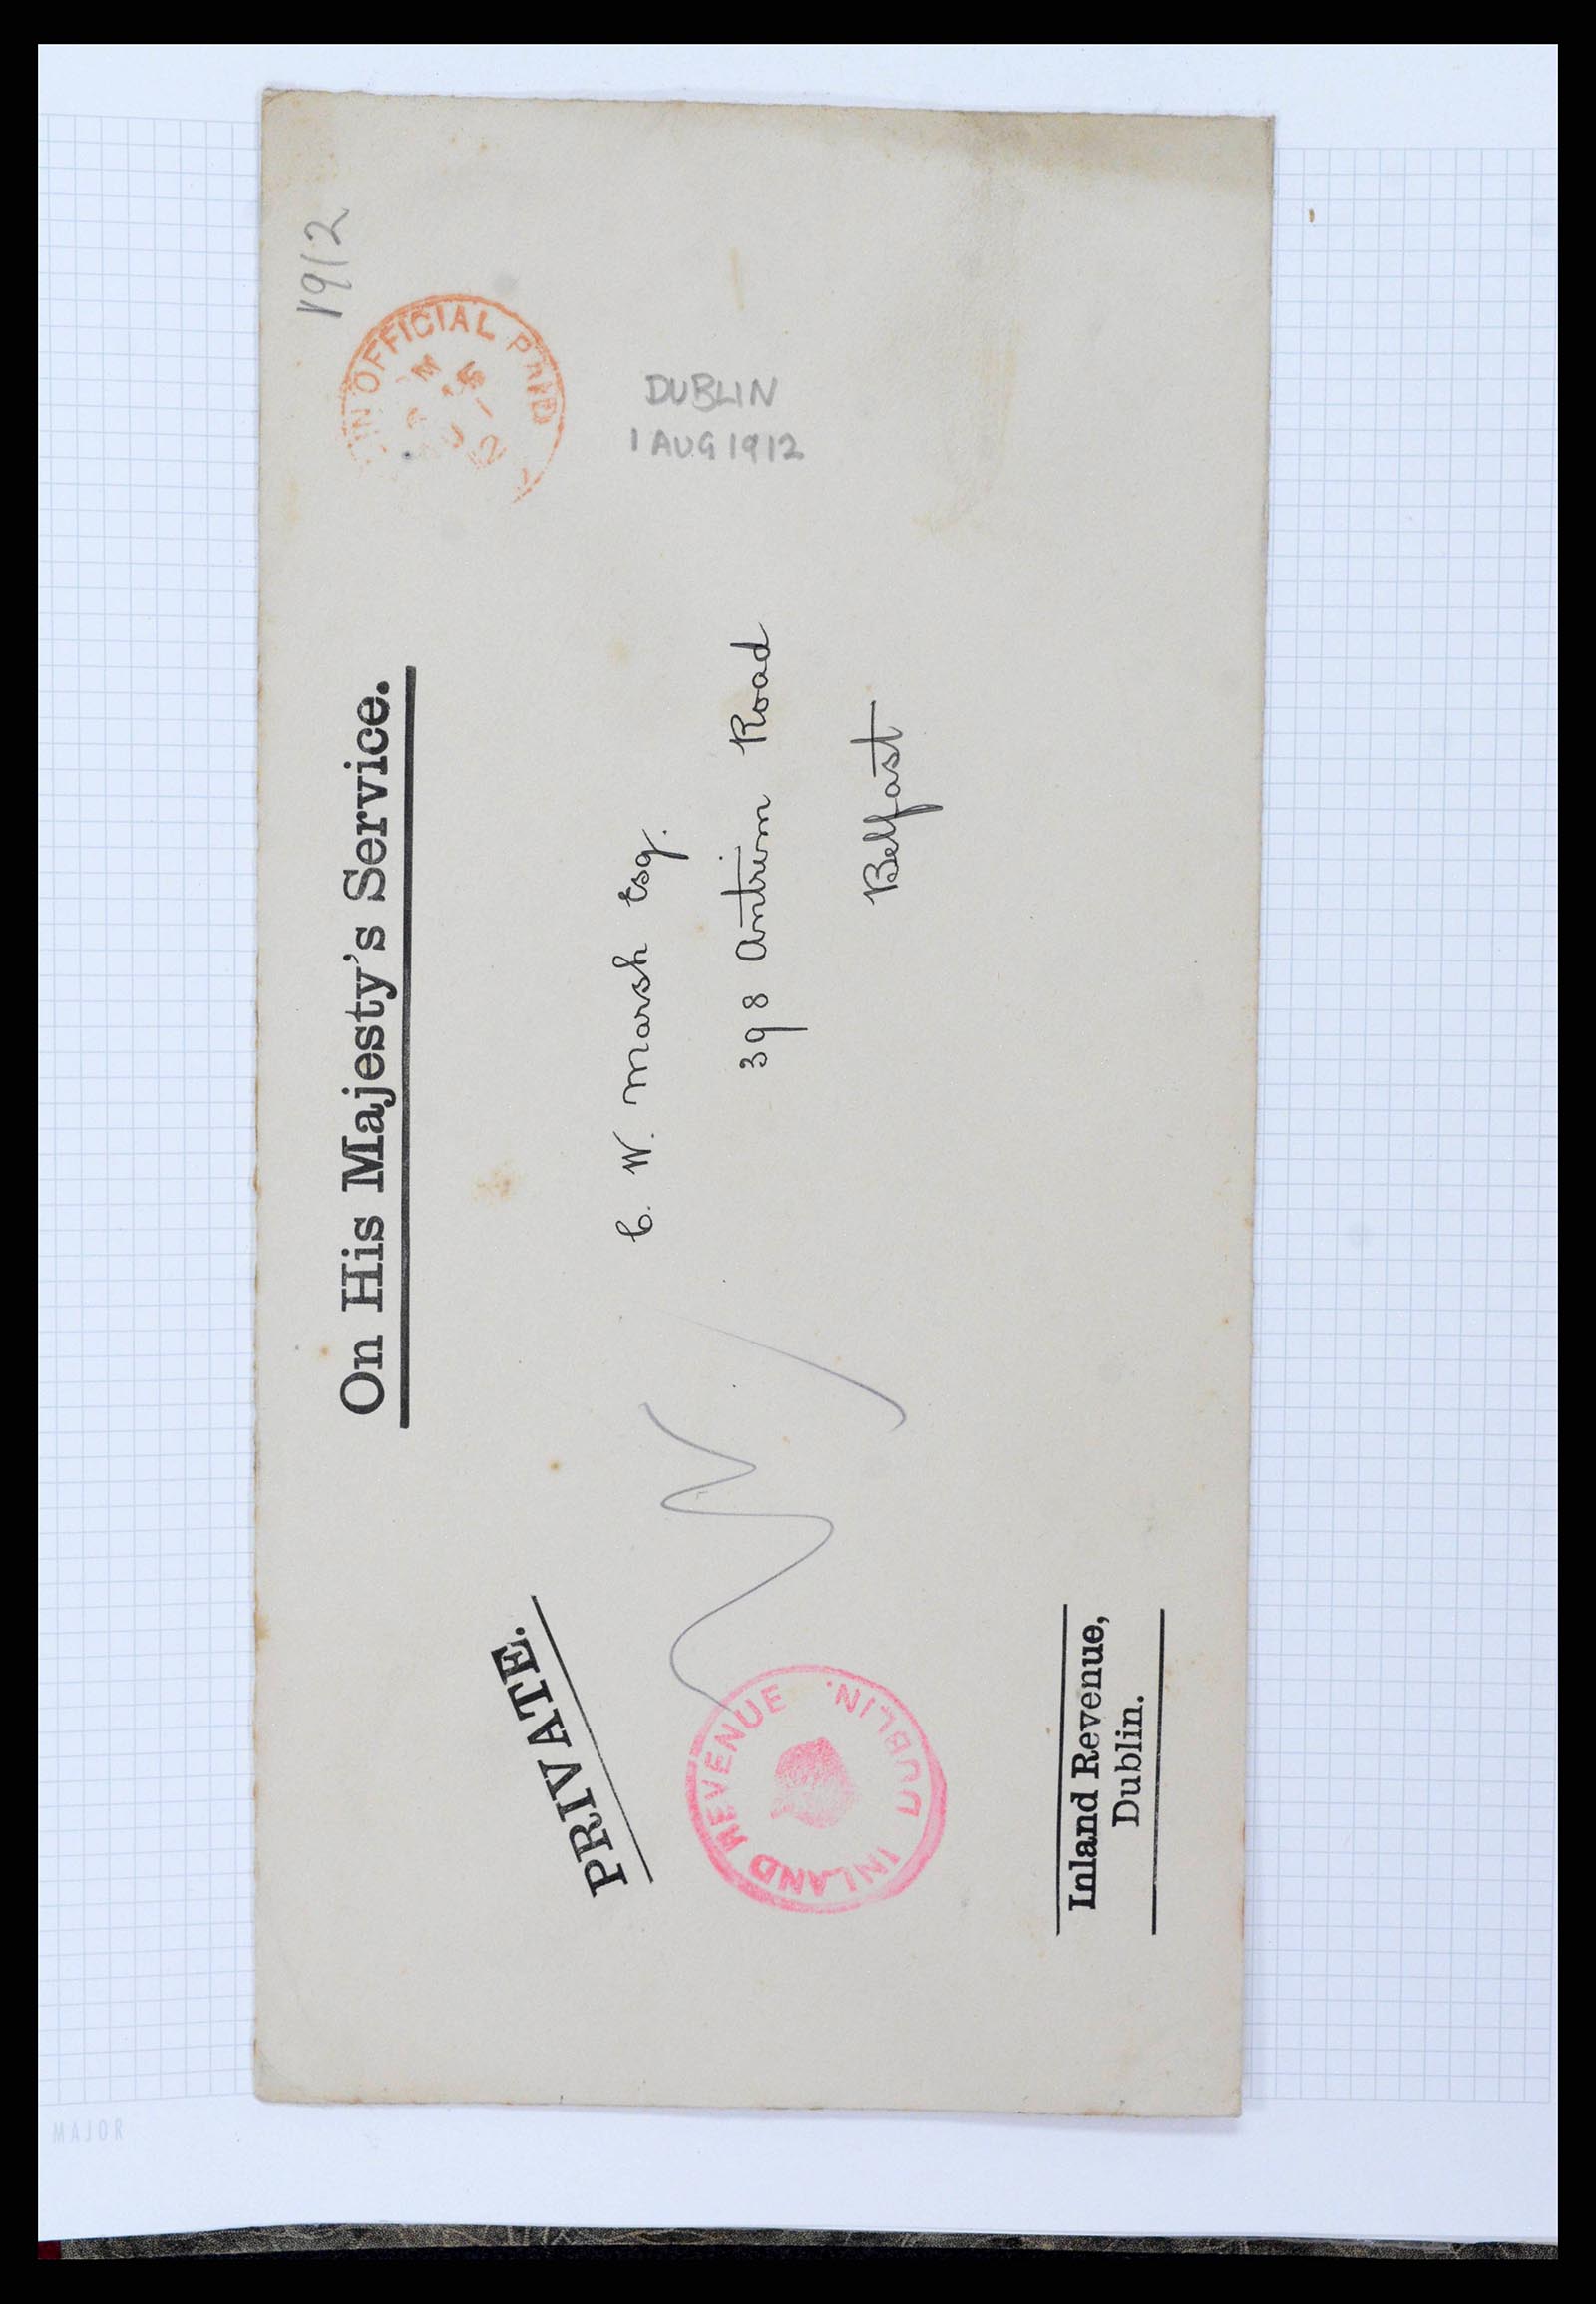 1912
OFFICIAL PAID
12
DUBLIN
1 AUG 1912
On His Majesty's Service.
PRIVATE.
C. W. Marsh Esq.
398 Antrim Road
Belfast
INLAND REVENUE
DUBLIN.
Inland Revenue,
Dublin.
MAJOR